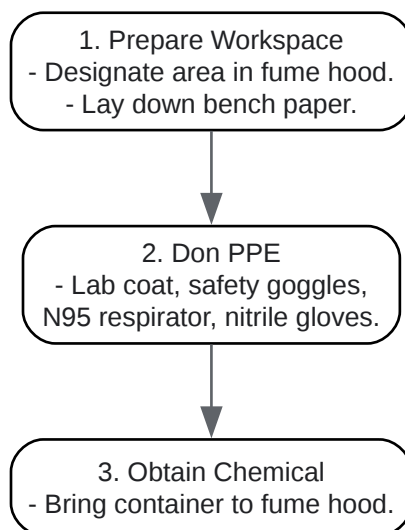 1. Prepare Workspace
- Designate area in fume hood.
- Lay down bench paper.
2. Don PPE
- Lab coat, safety goggles,
N95 respirator, nitrile gloves.
3. Obtain Chemical
- Bring container to fume hood.